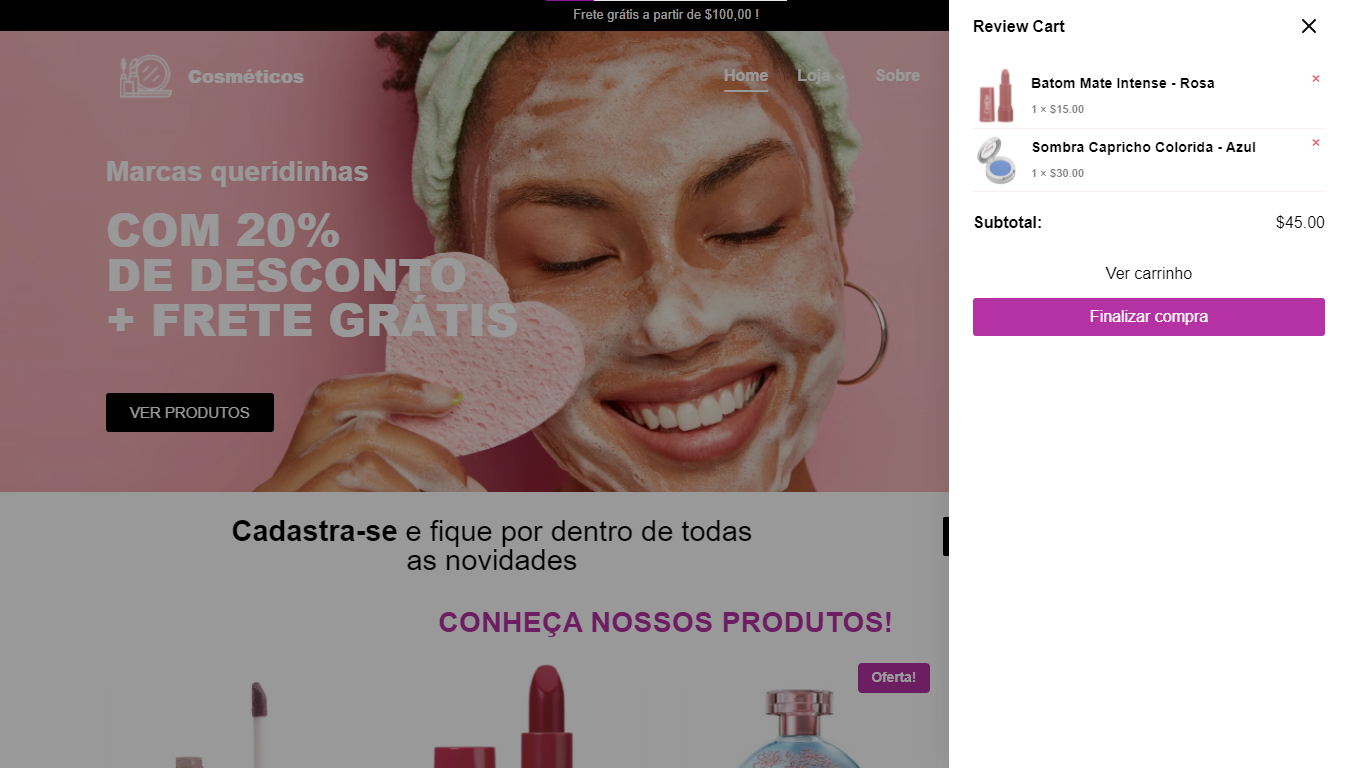 Frete grátis a partir de $100,00 !
Cosméticos
Home Loja Sobre
Marcas queridinhas
COM 20%
DE DESCONTO
+ FRETE GRÁTIS
VER PRODUTOS
Cadastra-se e fique por dentro de todas
as novidades
CONHEÇA NOSSOS PRODUTOS!
Oferta!
Review Cart
Batom Mate Intense - Rosa
×
1 × $15.00
Sombra Capricho Colorida - Azul
×
1 × $30.00
Subtotal: $45.00
Ver carrinho
Finalizar compra